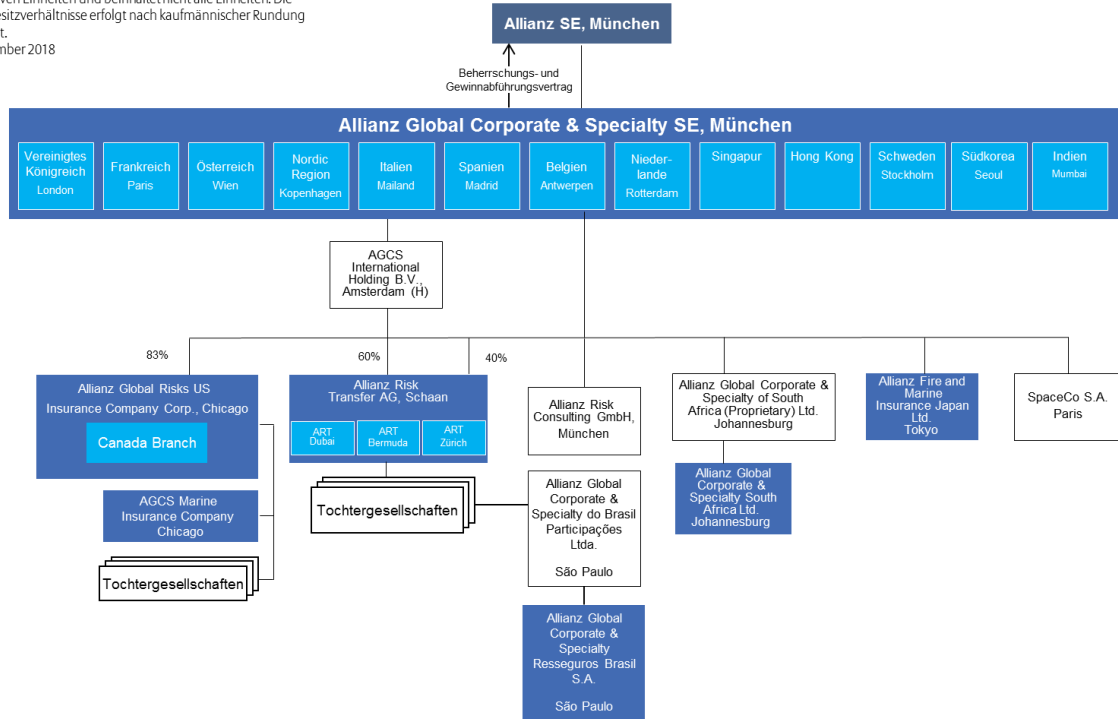 ven Einheiten und beinhaltet nicht alle Einheiten. Die
esitzverhältnisse erfolgt nach kaufmännischer Rundung
t.
mber 2018
Allianz SE, München
Beherrschungs- und
Gewinnabführungsvertrag
Allianz Global Corporate & Specialty SE, München
Vereinigtes
Königreich
London
Frankreich
Paris
Österreich
Wien
Nordic
Region
Kopenhagen
Italien
Mailand
Spanien
Madrid
Belgien
Antwerpen
Nieder-
lande
Rotterdam
Singapur
Hong Kong
Schweden
Stockholm
Südkorea
Seoul
Indien
Mumbai
AGCS
International
Holding B.V.,
Amsterdam (H)
83%
60%
40%
Allianz Global Risks US
Insurance Company Corp., Chicago
Canada Branch
Allianz Risk
Transfer AG, Schaan
ART
Dubai
ART
Bermuda
ART
Zürich
Allianz Risk
Consulting GmbH,
München
Allianz Global Corporate &
Specialty of South
Africa (Proprietary) Ltd.
Johannesburg
Allianz Fire and
Marine
Insurance Japan
Ltd.
Tokyo
SpaceCo S.A.
Paris
AGCS Marine
Insurance Company
Chicago
Tochtergesellschaften
Tochtergesellschaften
Allianz Global
Corporate &
Specialty do Brasil
Participações
Ltda.
São Paulo
Allianz Global
Corporate &
Specialty South
Africa Ltd.
Johannesburg
Allianz Global
Corporate &
Specialty
Resseguros Brasil
S.A.
São Paulo